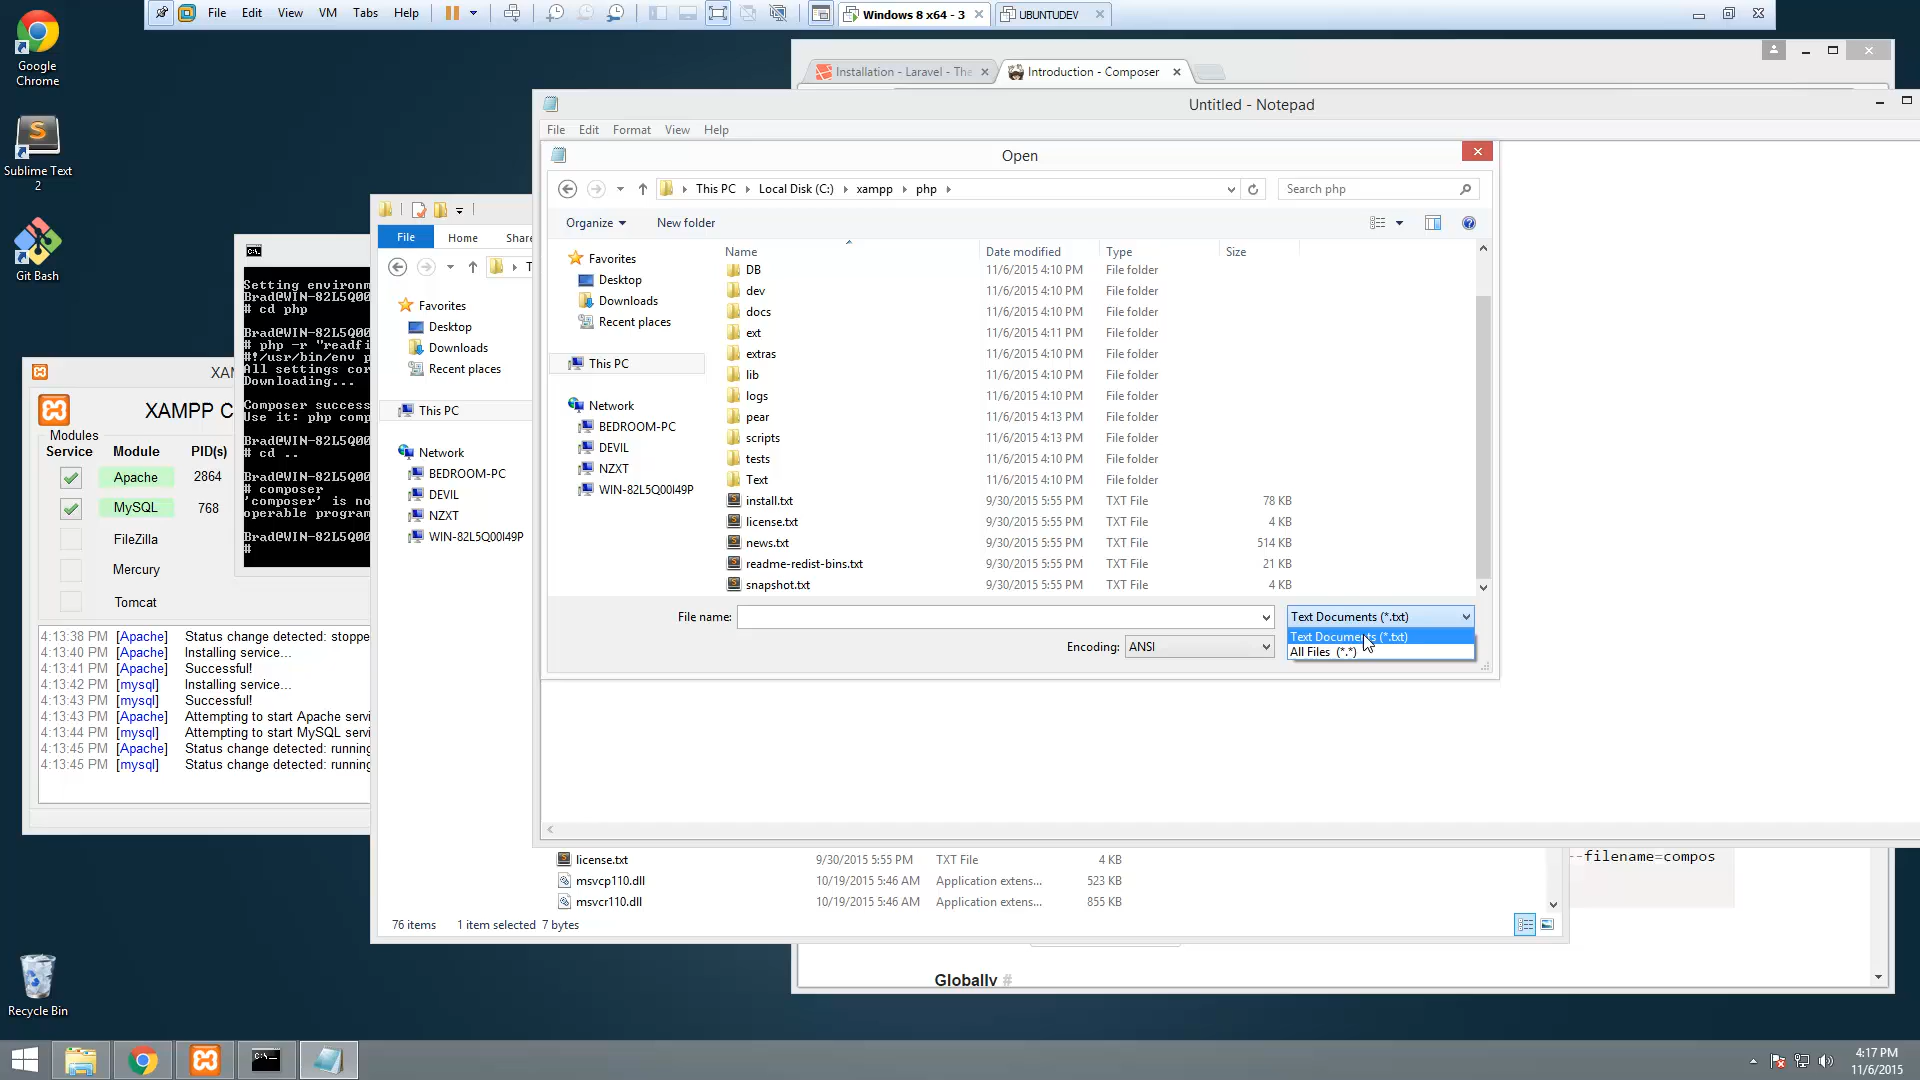 File Edit View VM Tabs Help
Windows 8 x64 - 3
UBUNTUDEV
Google Chrome
Sublime Text 2
Git Bash
Recycle Bin
Installation - Laravel - The
Introduction - Composer
Untitled - Notepad
File Edit Format View Help
Open
This PC Local Disk (C:) xampp php
Search php
Organize New folder
Favorites
Desktop
Downloads
Recent places
This PC
Network
BEDROOM-PC
DEVIL
NZXT
WIN-82L5Q00I49P
Name Date modified Type Size
DB 11/6/2015 4:10 PM File folder
dev 11/6/2015 4:10 PM File folder
docs 11/6/2015 4:10 PM File folder
ext 11/6/2015 4:11 PM File folder
extras 11/6/2015 4:10 PM File folder
lib 11/6/2015 4:10 PM File folder
logs 11/6/2015 4:10 PM File folder
pear 11/6/2015 4:13 PM File folder
scripts 11/6/2015 4:13 PM File folder
tests 11/6/2015 4:10 PM File folder
Text 11/6/2015 4:10 PM File folder
install.txt 9/30/2015 5:55 PM TXT File 78 KB
license.txt 9/30/2015 5:55 PM TXT File 4 KB
news.txt 9/30/2015 5:55 PM TXT File 514 KB
readme-redist-bins.txt 9/30/2015 5:55 PM TXT File 21 KB
snapshot.txt 9/30/2015 5:55 PM TXT File 4 KB
File name:
Text Documents (*.txt)
Text Documents (*.txt)
All Files (*.*)
Encoding: ANSI
File Home Share
Favorites
Desktop
Downloads
Recent places
This PC
Network
BEDROOM-PC
DEVIL
NZXT
WIN-82L5Q00I49P
license.txt 9/30/2015 5:55 PM TXT File 4 KB
msvcp110.dll 10/19/2015 5:46 AM Application extens... 523 KB
msvcr110.dll 10/19/2015 5:46 AM Application extens... 855 KB
76 items 1 item selected 7 bytes
Setting environm
Brad@WIN-82L5Q00
# cd php
Brad@WIN-82L5Q00
# php -r "readfi
#!/usr/bin/env p
All settings cor
Downloading...
Composer success
Use it: php comp
Brad@WIN-82L5Q00
# cd ..
Brad@WIN-82L5Q00
# composer
'composer' is no
operable program
Brad@WIN-82L5Q00
#
XAMPP C
Modules
Service Module PID(s)
Apache 2864
MySQL 768
FileZilla
Mercury
Tomcat
4:13:38 PM [Apache] Status change detected: stoppe
4:13:40 PM [Apache] Installing service...
4:13:41 PM [Apache] Successful!
4:13:42 PM [mysql] Installing service...
4:13:43 PM [mysql] Successful!
4:13:43 PM [Apache] Attempting to start Apache servi
4:13:44 PM [mysql] Attempting to start MySQL servi
4:13:45 PM [Apache] Status change detected: running
4:13:45 PM [mysql] Status change detected: running
--filename=compos
Globally #
4:17 PM
11/6/2015